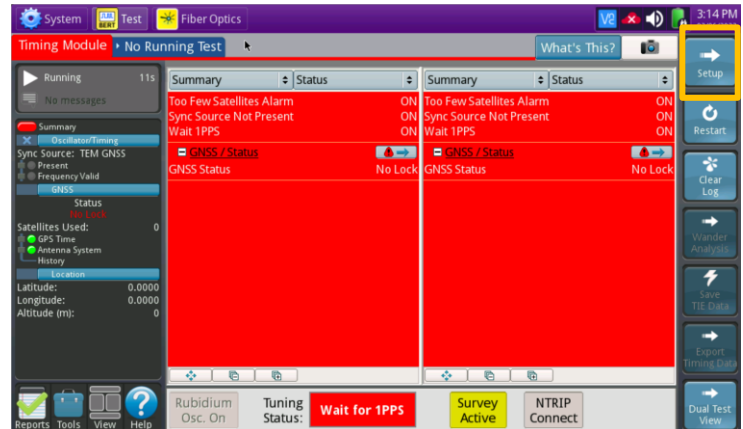 System
Test
Fiber Optics
3:14 PM
Timing Module
No Running Test
What's This?
Running 11s
No messages
Summary
Oscillator/Timing
Sync Source: TEM GNSS
Present
Frequency Valid
GNSS
Status
No Lock
Satellites Used: 0
GPS Time
Antenna System
History
Location
Latitude: 0.0000
Longitude: 0.0000
Altitude (m): 0
Summary
Status
Too Few Satellites Alarm ON
Sync Source Not Present ON
Wait 1PPS ON
GNSS / Status
GNSS Status No Lock
Summary
Status
Too Few Satellites Alarm ON
Sync Source Not Present ON
Wait 1PPS ON
GNSS / Status
GNSS Status No Lock
Setup
Restart
Clear
Log
Wander
Analysis
Save
TIE Data
Export
Timing Data
Dual Test
View
Reports
Tools
View
Help
Rubidium
Osc. On
Tuning
Status:
Wait for 1PPS
Survey
Active
NTRIP
Connect